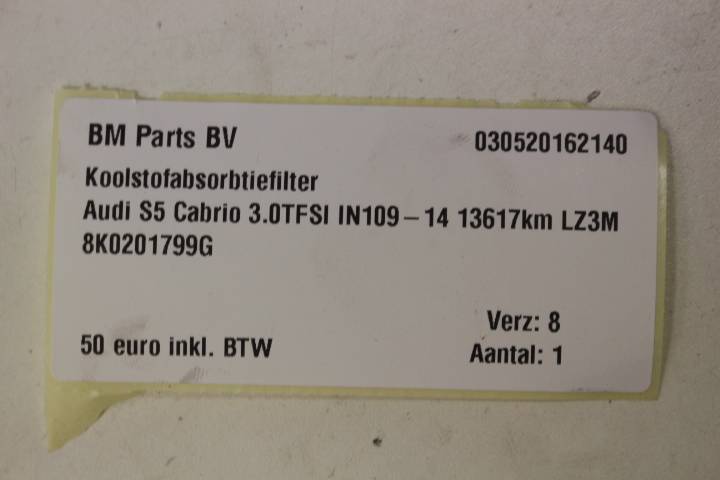 BM Parts BV 030520162140
Koolstofabsorbtiefilter
Audi S5 Cabrio 3.0TFSI IN109-14 13617km LZ3M
8K0201799G
Verz: 8
50 euro inkl. BTW Aantal: 1